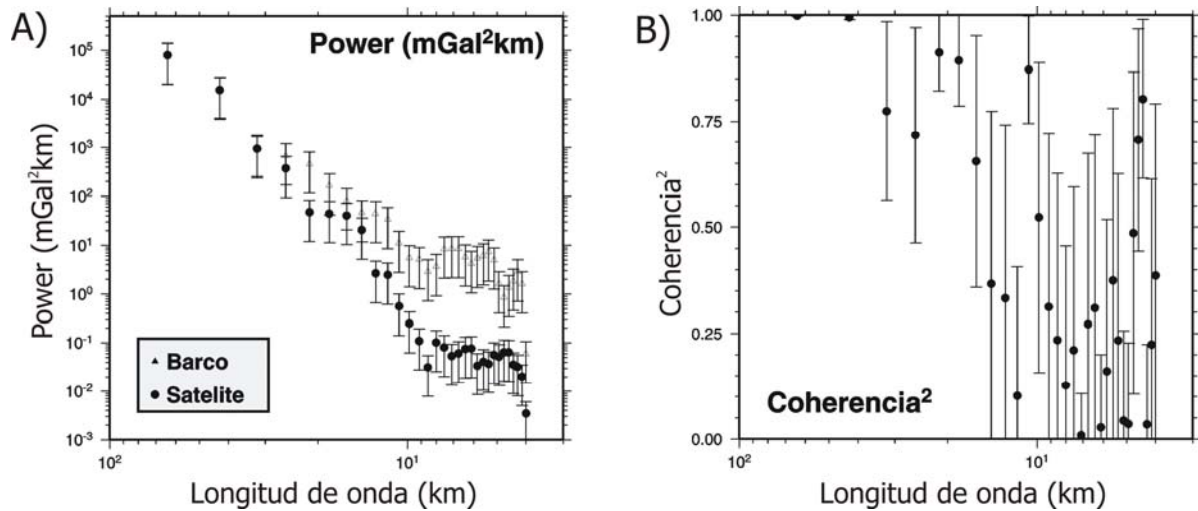 A)
Power (mGal²km)
Power (mGal²km)
10⁵
10⁴
10³
10²
10¹
10⁰
10⁻¹
10⁻²
10⁻³
Barco
Satelite
10²
10¹
Longitud de onda (km)
B)
Coherencia²
1.00
0.75
0.50
0.25
0.00
Coherencia²
10²
10¹
Longitud de onda (km)